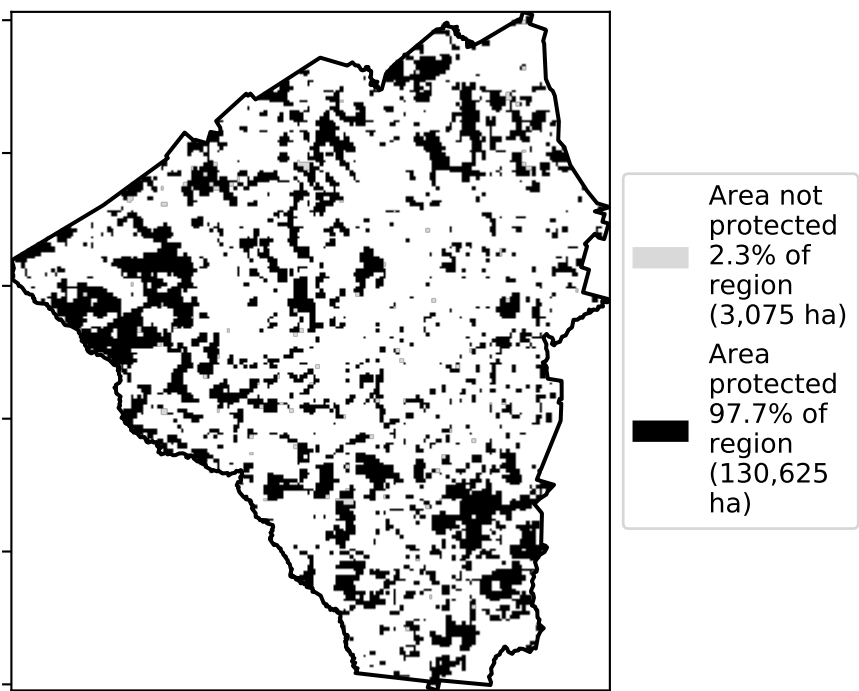 Area not
protected
2.3% of
region
(3,075 ha)
Area
protected
97.7% of
region
(130,625
ha)